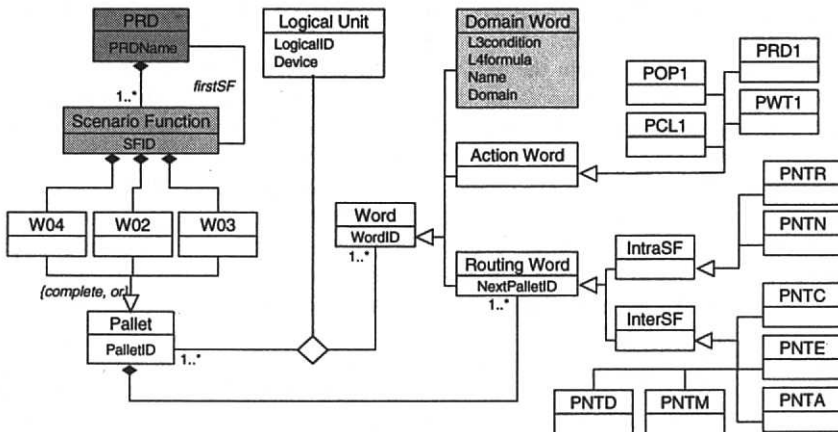 PRD
PRDName
1..*
firstSF
Scenario Function
SFID
W04
W02
W03
{complete, or}
Pallet
PalletID
1..*
Logical Unit
LogicalID
Device
Word
WordID
1..*
Domain Word
L3condition
L4formula
Name
Domain
Action Word
Routing Word
NextPalletID
1..*
POP1
PCL1
PRD1
PWT1
IntraSF
InterSF
PNTR
PNTN
PNTC
PNTE
PNTA
PNTD
PNTM